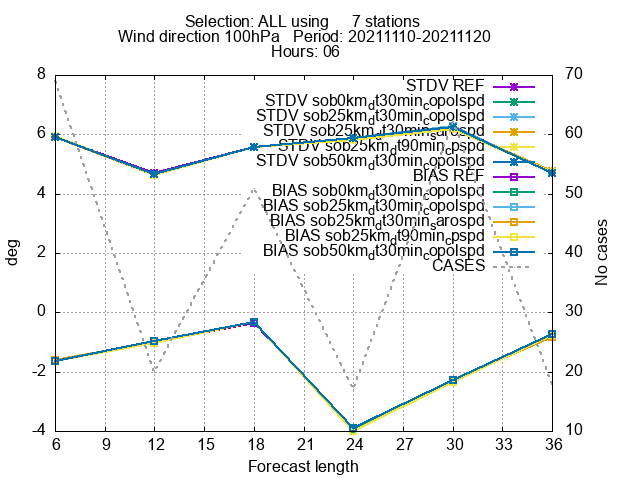 Selection: ALL using 7 stations
Wind direction 100hPa Period: 20211110-20211120
Hours: 06
8
6
4
2
0
-2
-4
deg
70
60
50
40
30
20
10
No cases
STDV REF
STDV sob0km_dt30min_copolspd
STDV sob25km_dt30min_copolspd
STDV sob25km_dt30min_sarospd
STDV sob25km_dt90min_cpspd
STDV sob50km_dt30min_copolspd
BIAS REF
BIAS sob0km_dt30min_copolspd
BIAS sob25km_dt30min_copolspd
BIAS sob25km_dt30min_sarospd
BIAS sob25km_dt90min_cpspd
BIAS sob50km_dt30min_copolspd
CASES
6 9 12 15 18 21 24 27 30 33 36
Forecast length